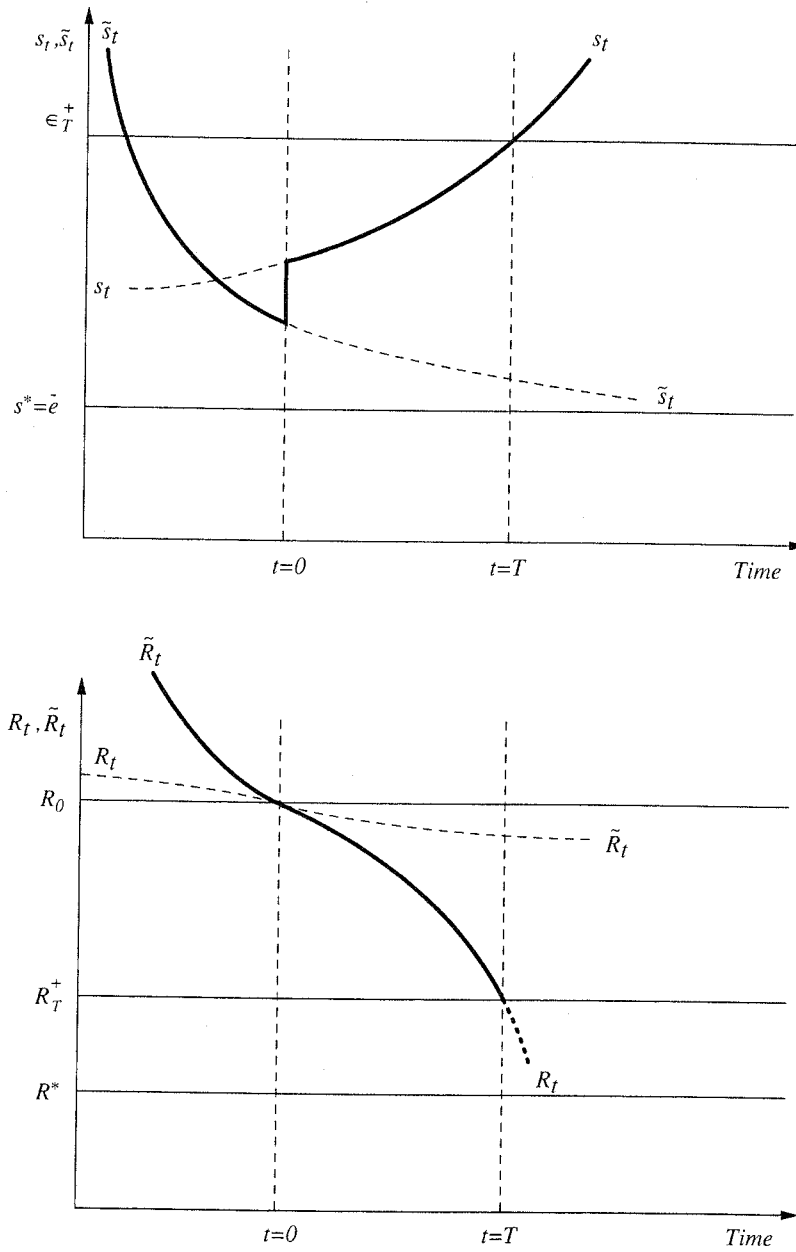 s_t, s̃_t
s̃_t
s_t
∈_T^+
s_t
s*=ē
s̃_t
t=0
t=T
Time
R̃_t
R_t, R̃_t
R_t
R_0
R̃_t
R_T^+
R_t
R*
t=0
t=T
Time